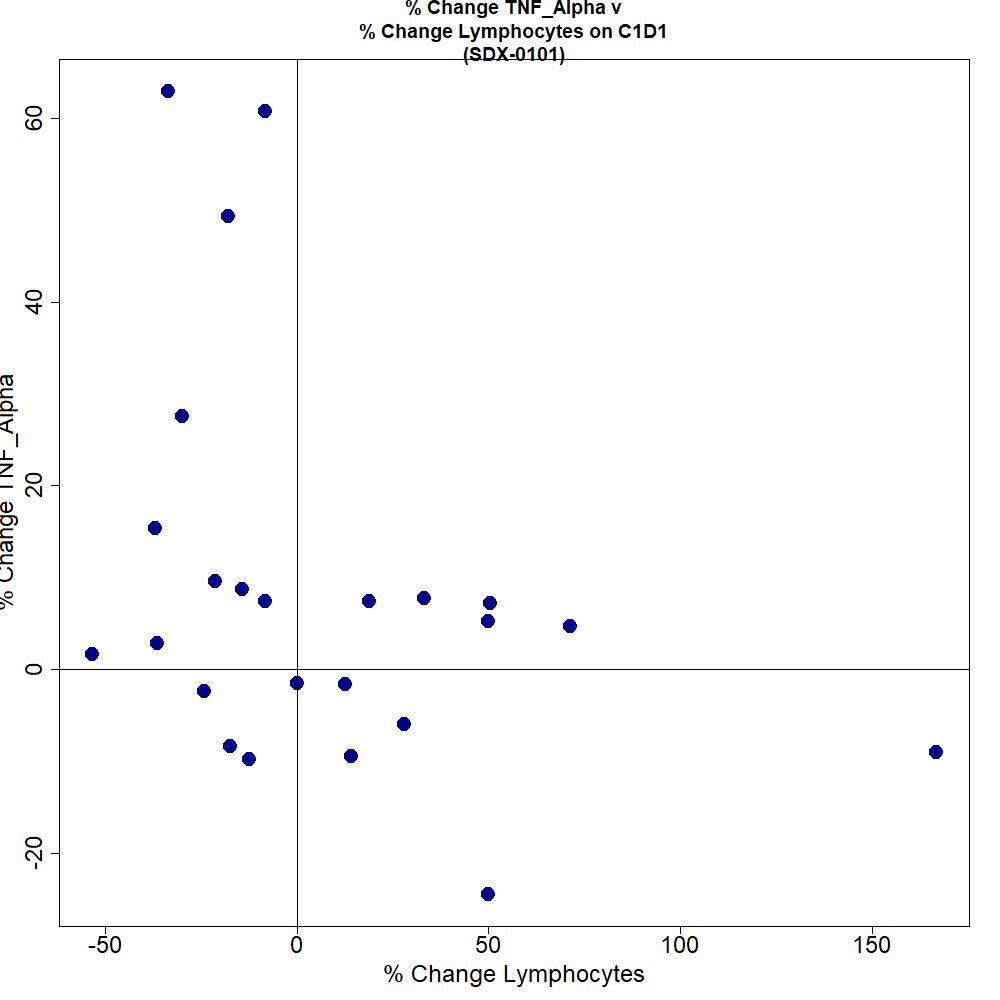 % Change TNF_Alpha v
% Change Lymphocytes on C1D1
(SDX-0101)
60
40
20
0
-20
% Change TNF_Alpha
-50 0 50 100 150
% Change Lymphocytes